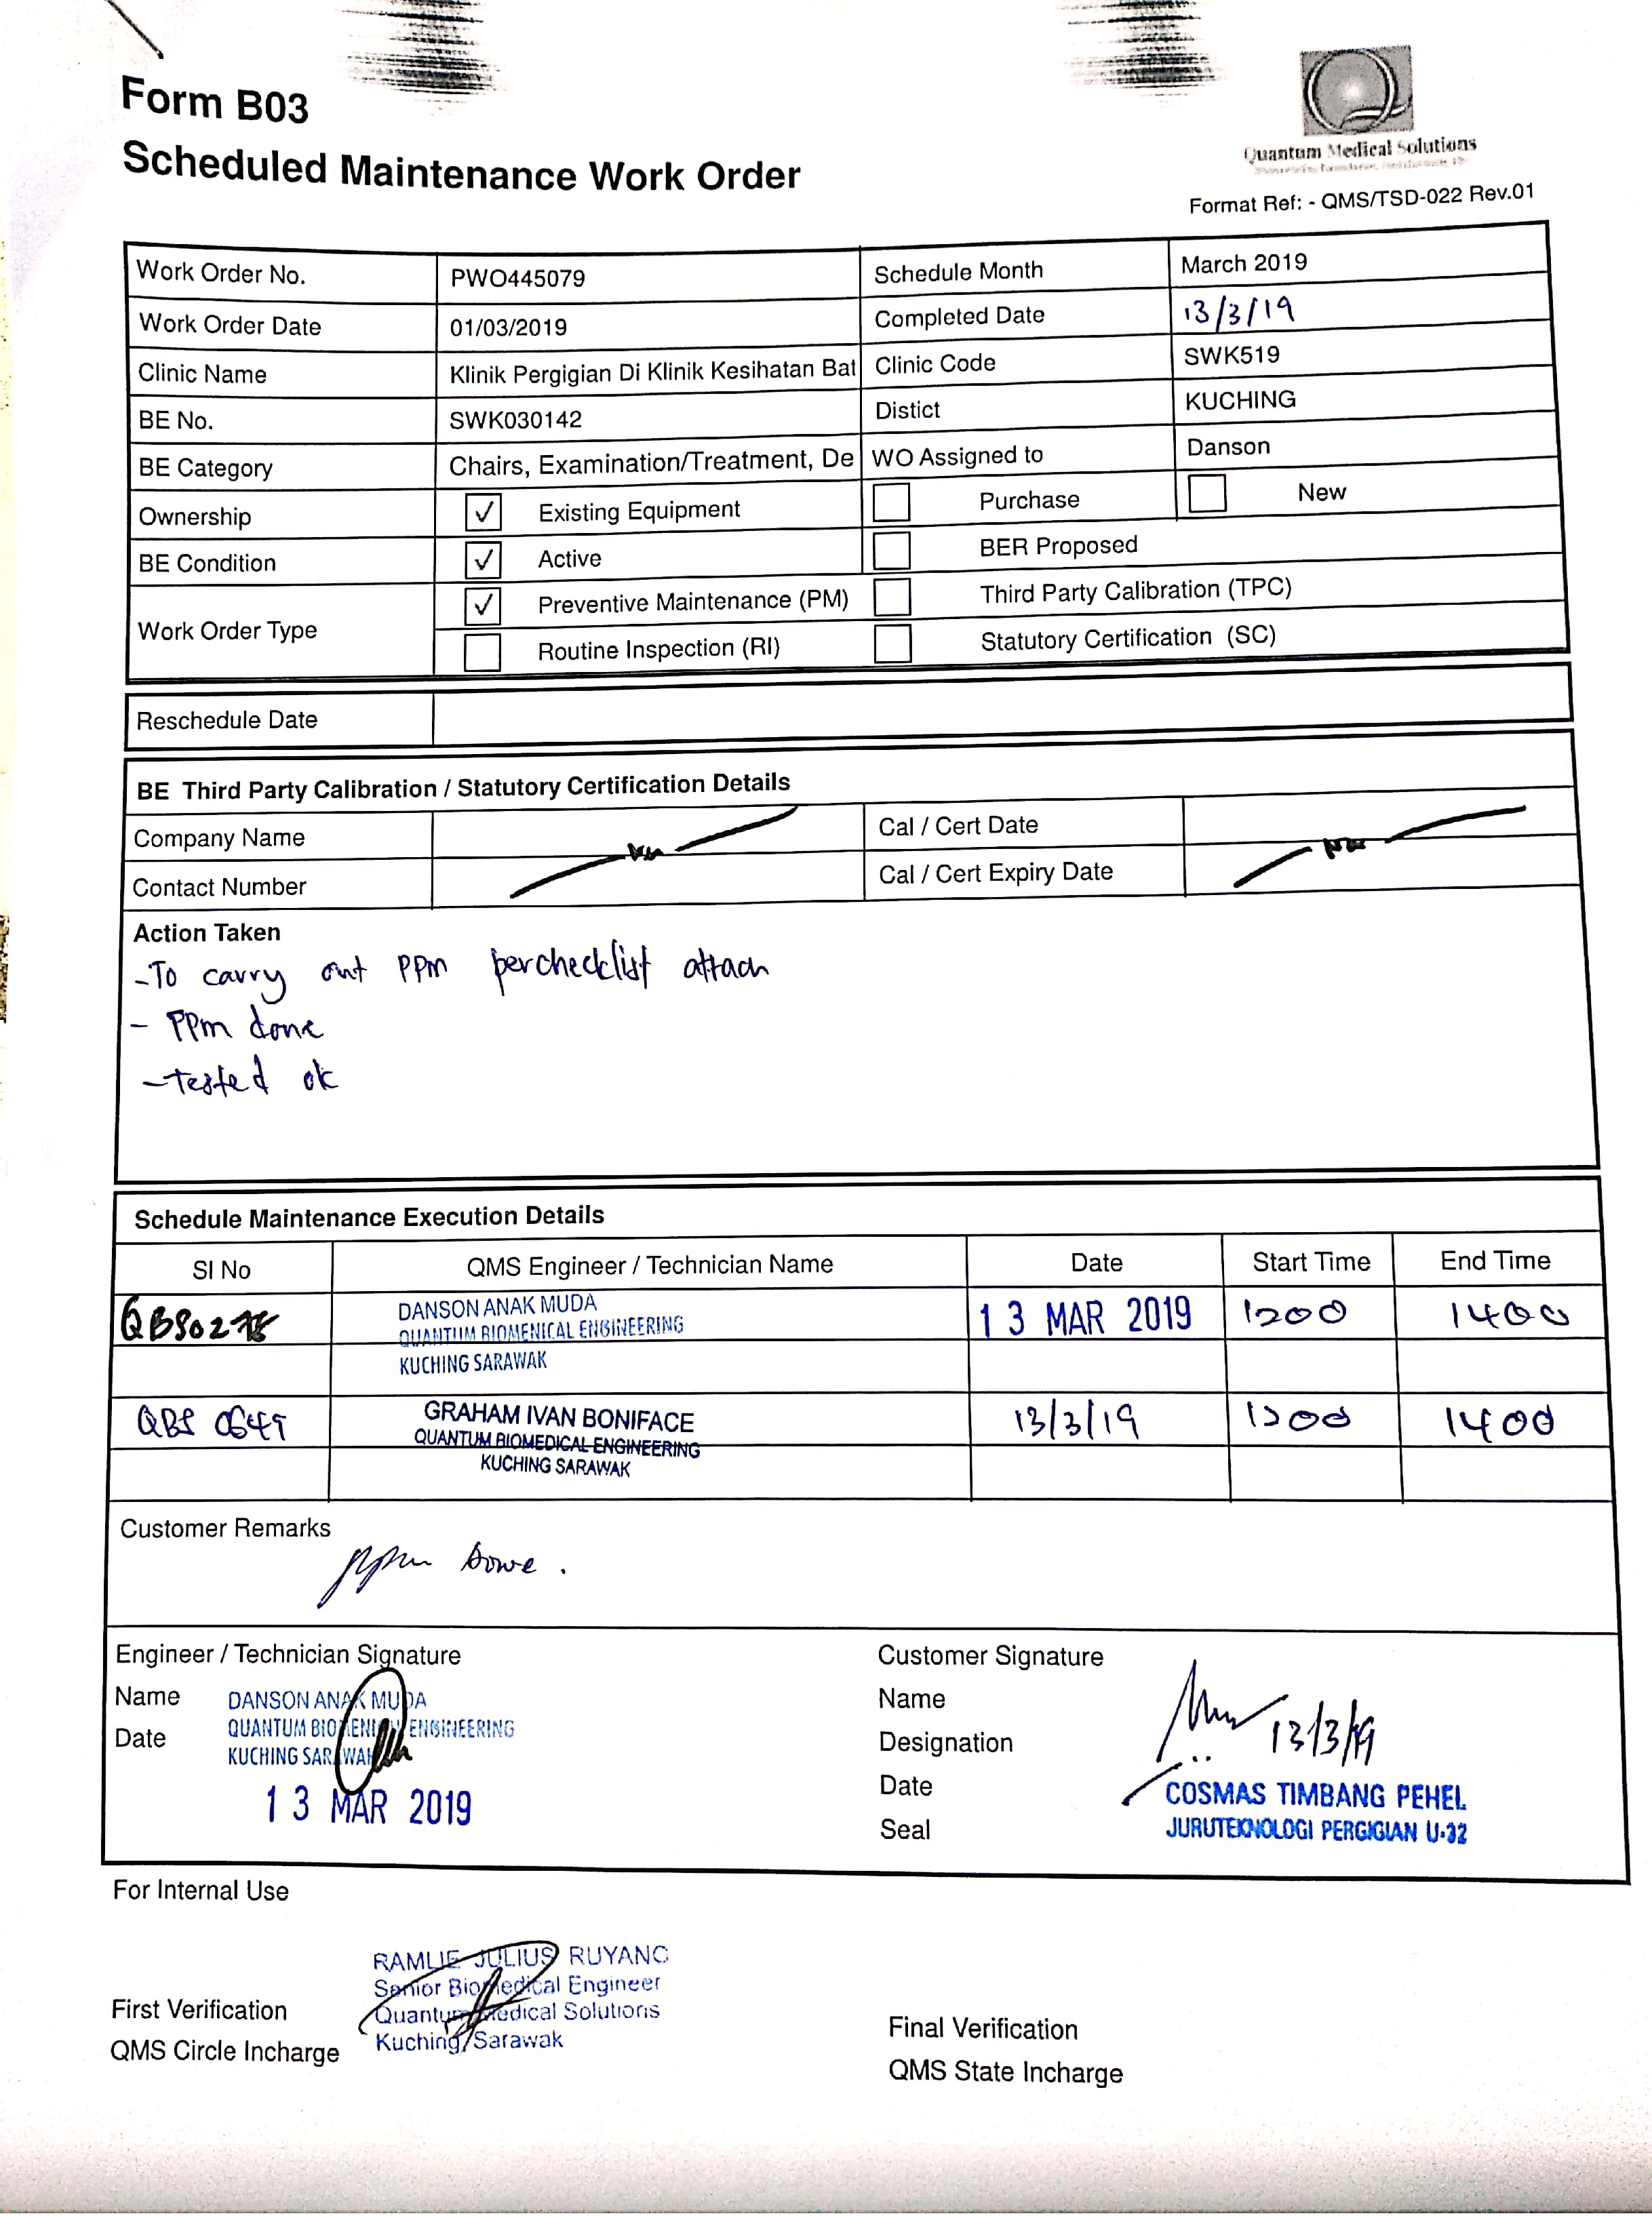 Form B03
Scheduled Maintenance Work Order
Quantum Medical Solutions
Format Ref: - QMS/TSD-022 Rev.01
Work Order No. PWO445079 Schedule Month March 2019
Work Order Date 01/03/2019 Completed Date 13/3/19
Clinic Name Klinik Pergigian Di Klinik Kesihatan Bat Clinic Code SWK519
BE No. SWK030142 Distict KUCHING
BE Category Chairs, Examination/Treatment, De WO Assigned to Danson
Ownership ✓ Existing Equipment Purchase New
BE Condition ✓ Active BER Proposed
Work Order Type
✓ Preventive Maintenance (PM) Third Party Calibration (TPC)
Routine Inspection (RI) Statutory Certification (SC)
Reschedule Date
BE Third Party Calibration / Statutory Certification Details
Company Name Cal / Cert Date
Contact Number Cal / Cert Expiry Date
Action Taken
-To carry out PPm perchecklist attach
- PPm done
-tested ok
Schedule Maintenance Execution Details
SI No QMS Engineer / Technician Name Date Start Time End Time
DANSON ANAK MUDA 13 MAR 2019 1200 1400
QUANTUM BIOMENICAL ENGINEERING
KUCHING SARAWAK
QBS 0649 GRAHAM IVAN BONIFACE 13/3/19 1200 1400
QUANTUM BIOMEDICAL ENGINEERING
KUCHING SARAWAK
Customer Remarks
ppm done.
Engineer / Technician Signature Customer Signature
Name DANSON ANAK MUDA Name
Date QUANTUM BIOMENICAL ENGINEERING Designation 13/3/19
KUCHING SARAWAK
13 MAR 2019 Date COSMAS TIMBANG PEHEL
Seal JURUTEKNOLOGI PERGIGIAN U-32
For Internal Use
RAMLIE JULIUS RUYANG
Senior Biomedical Engineer
First Verification Quantum Medical Solutions Final Verification
QMS Circle Incharge Kuching, Sarawak QMS State Incharge